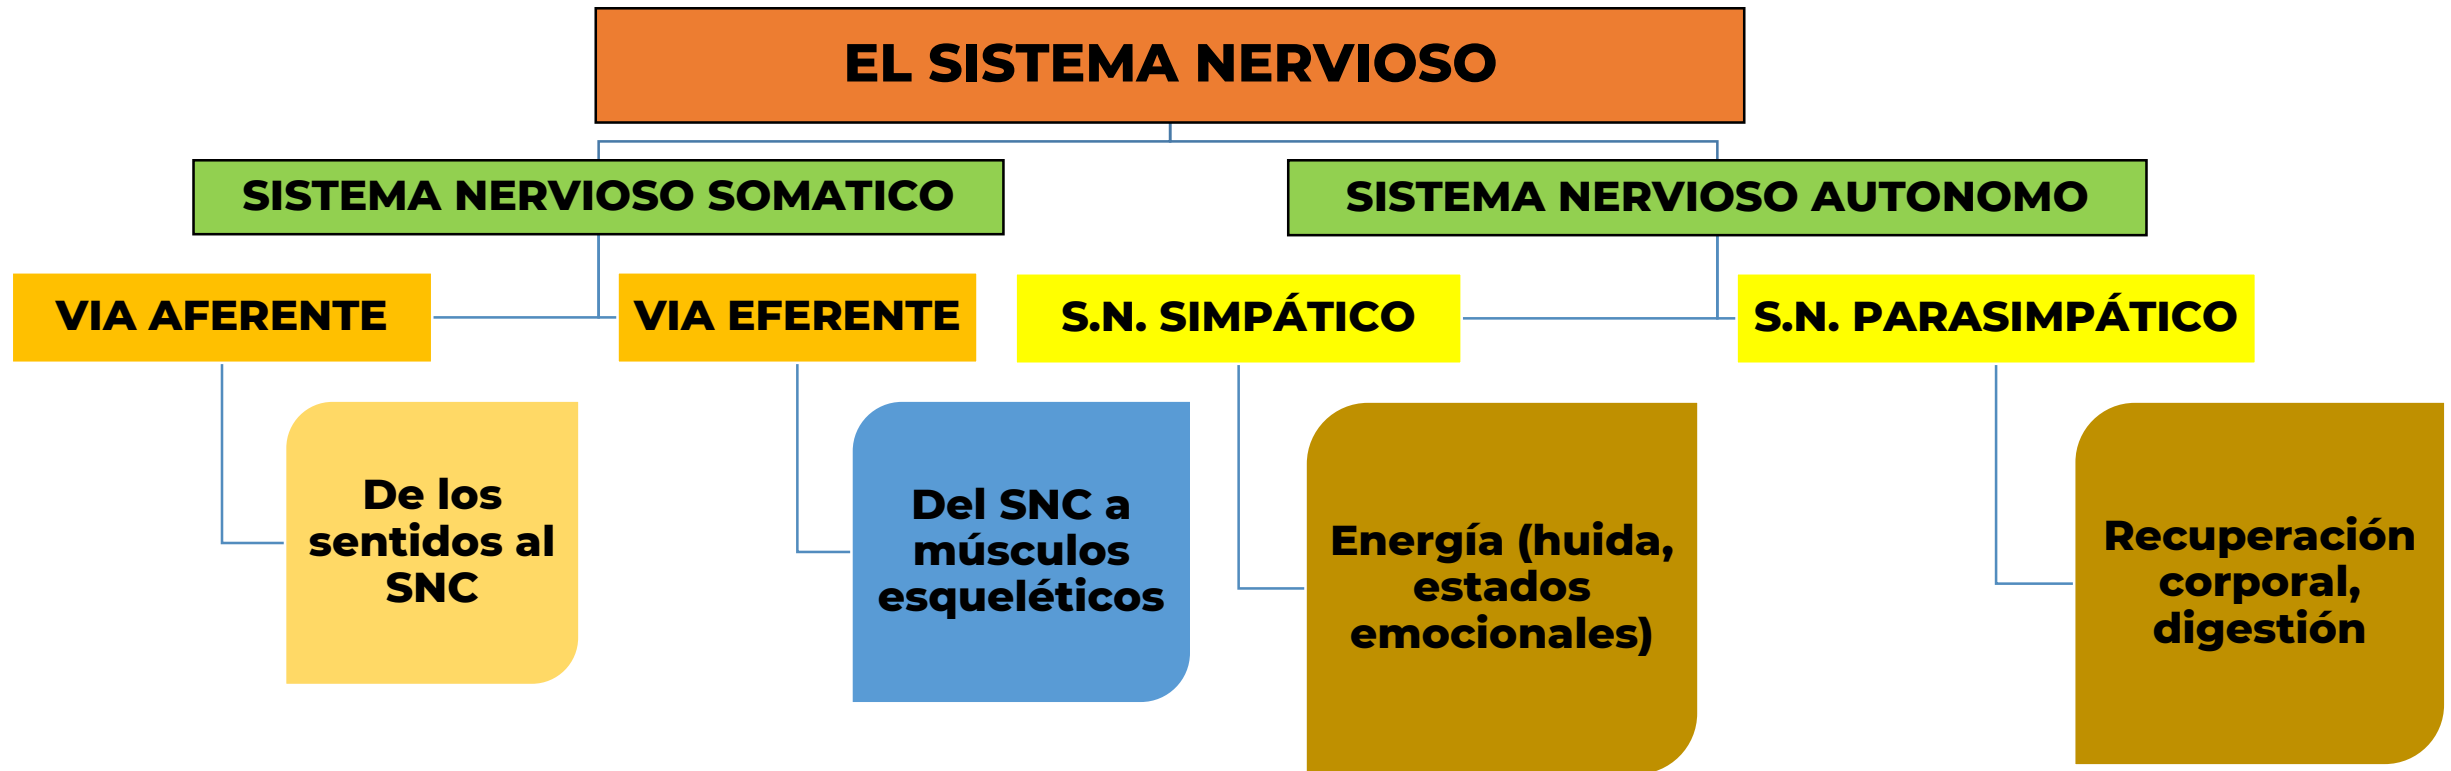 EL SISTEMA NERVIOSO
SISTEMA NERVIOSO SOMATICO
SISTEMA NERVIOSO AUTONOMO
VIA AFERENTE
VIA EFERENTE
S.N. SIMPÁTICO
S.N. PARASIMPÁTICO
De los
sentidos al
SNC
Del SNC a
músculos
esqueléticos
Energía (huida,
estados
emocionales)
Recuperación
corporal,
digestión